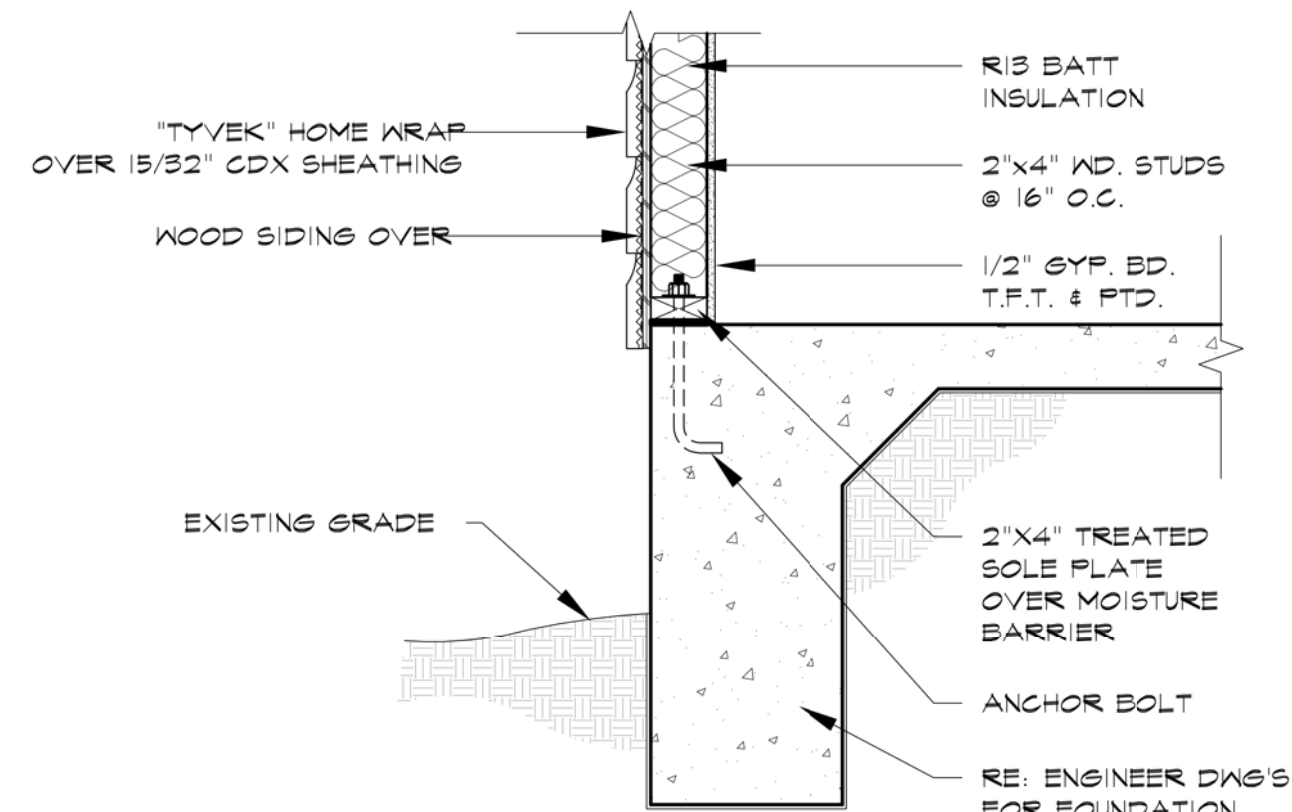 "TYVEK" HOME WRAP
OVER 15/32" CDX SHEATHING
WOOD SIDING OVER
EXISTING GRADE
R13 BATT
INSULATION
2"x4" WD. STUDS
@ 16" O.C.
1/2" GYP. BD.
T.F.T. & PTD.
2"X4" TREATED
SOLE PLATE
OVER MOISTURE
BARRIER
ANCHOR BOLT
RE: ENGINEER DWG'S
FOR FOUNDATION